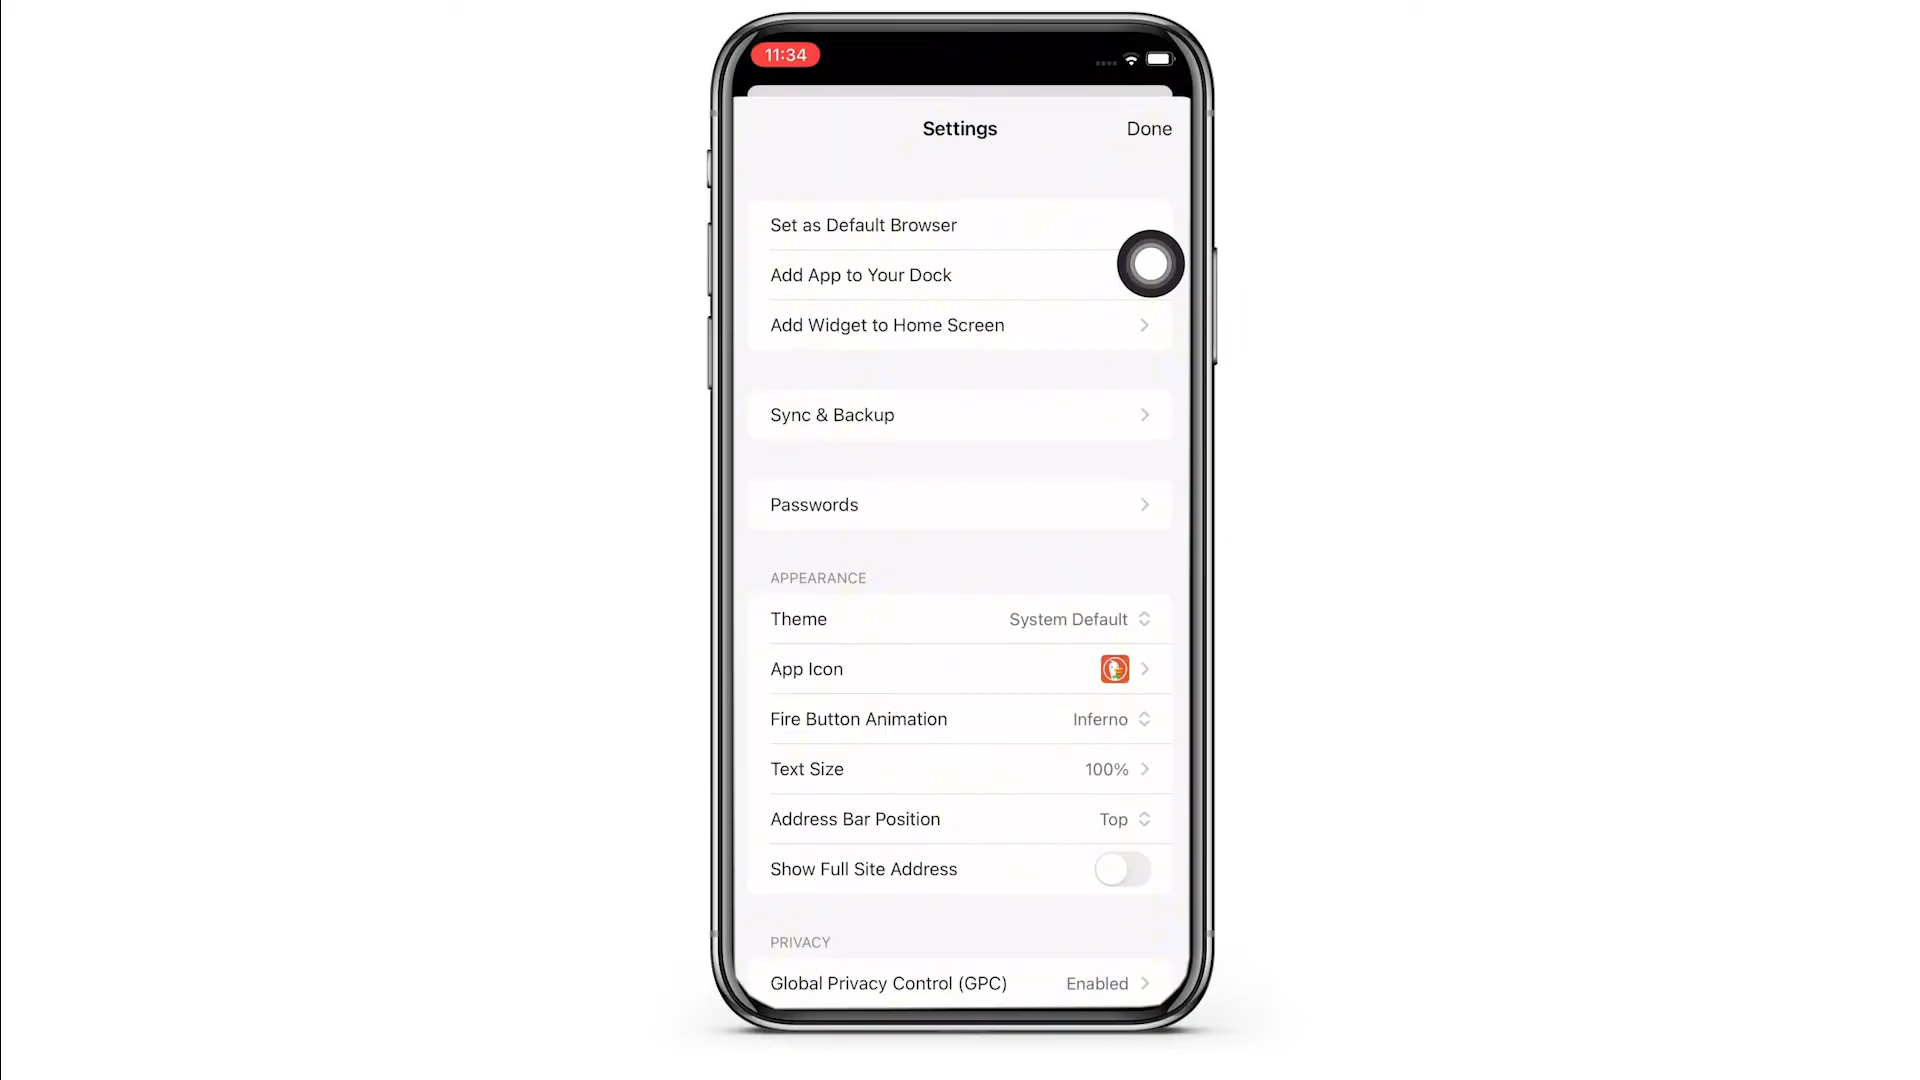 11:34
Settings
Done
Set as Default Browser
Add App to Your Dock
Add Widget to Home Screen
Sync & Backup
Passwords
APPEARANCE
Theme System Default
App Icon
Fire Button Animation Inferno
Text Size 100%
Address Bar Position Top
Show Full Site Address
PRIVACY
Global Privacy Control (GPC) Enabled